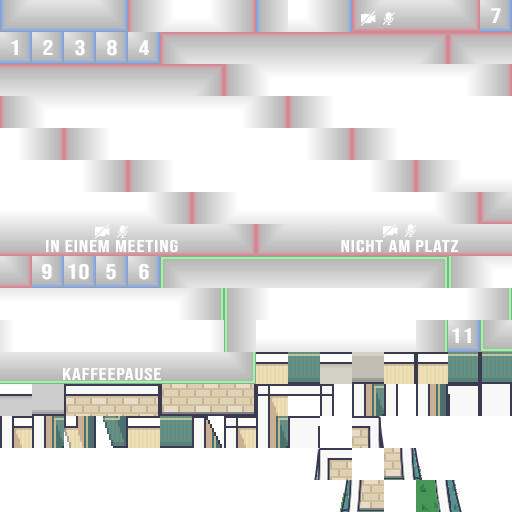 7
1 2 3 8 4
IN EINEM MEETING
NICHT AM PLATZ
9 10 5 6
11
KAFFEEPAUSE